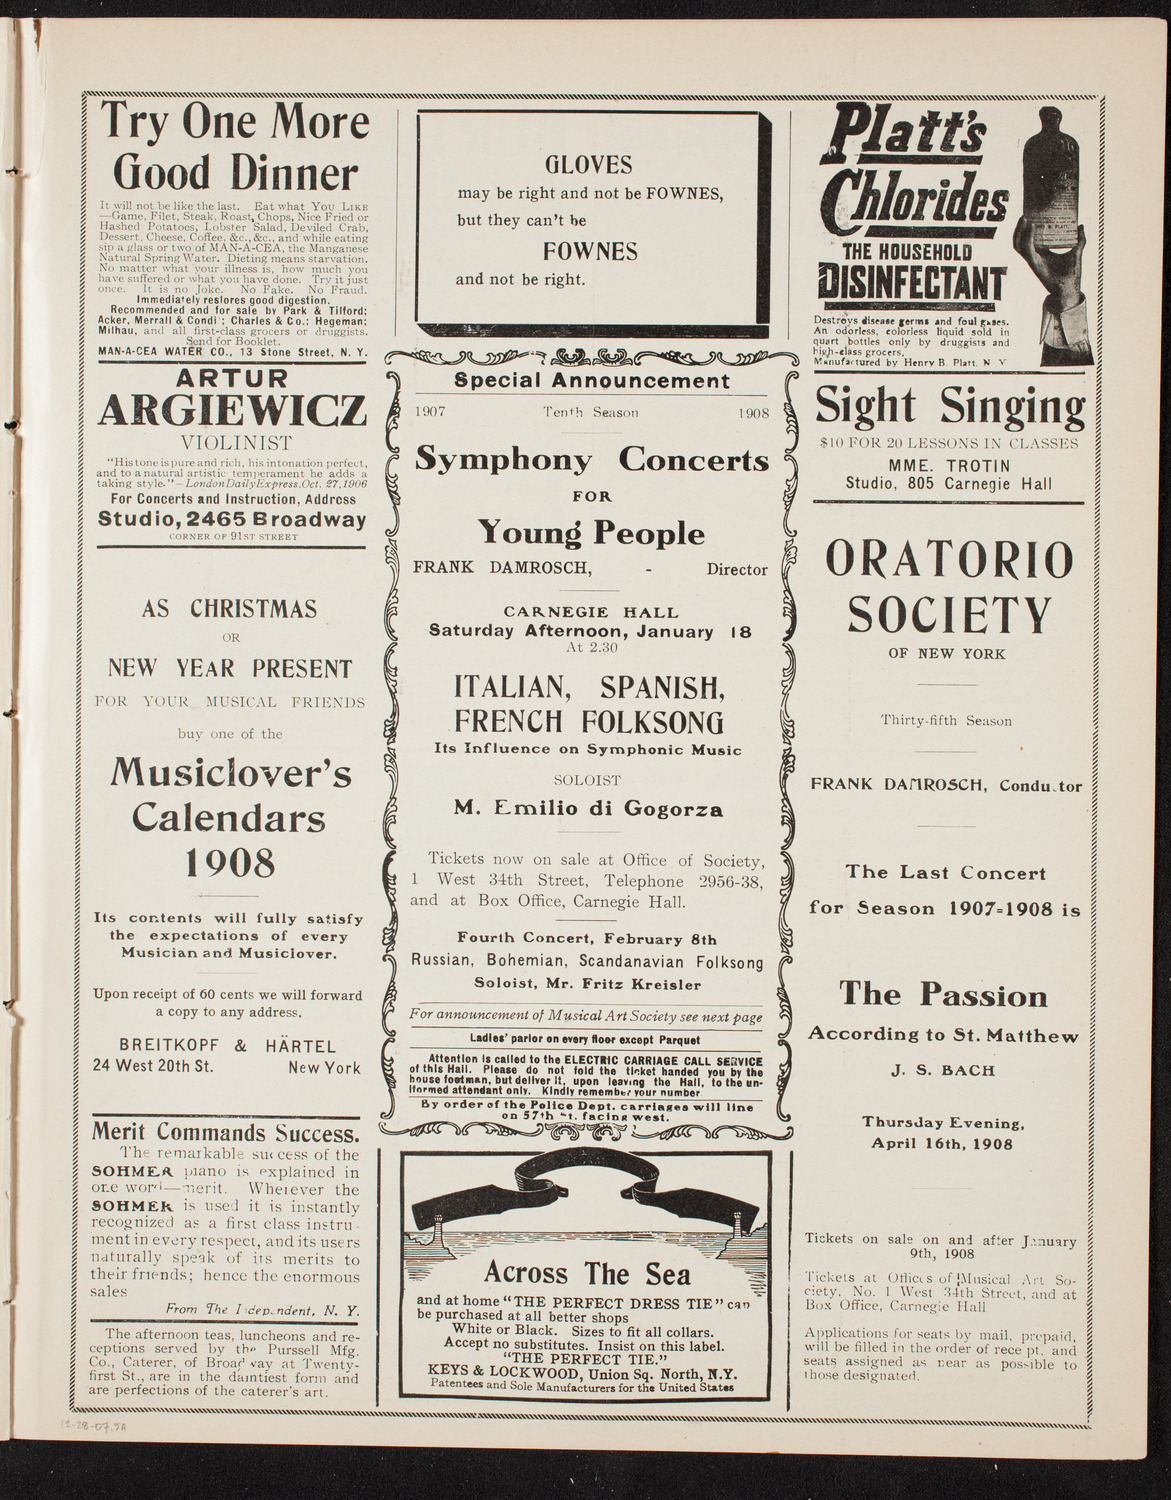 Try One More
Good Dinner
It will not be like the last. Eat what YOU LIKE
—Game, Filet, Steak, Roast, Chops, Nice Fried or
Hashed Potatoes, Lobster Salad, Deviled Crab,
Dessert, Cheese, Coffee, &c., &c., and while eating
sip a glass or two of MAN-A-CEA, the Manganese
Natural Spring Water. Dieting means starvation.
No matter what your illness is, how much you
have suffered or what you have done. Try it just
once. It is no Joke. No Fake. No Fraud.
Immediately restores good digestion.
Recommended and for sale by Park & Tilford;
Acker, Merrall & Condi ; Charles & Co.; Hegeman;
Milhau, and all first-class grocers or druggists.
Send for Booklet.
MAN-A-CEA WATER CO., 13 Stone Street, N. Y.
ARTUR
ARGIEWICZ
VIOLINIST
"His tone is pure and rich, his intonation perfect,
and to a natural artistic temperament he adds a
taking style."—London Daily Express, Oct. 27, 1906
For Concerts and Instruction, Address
Studio, 2465 Broadway
CORNER OF 91ST STREET
AS CHRISTMAS
OR
NEW YEAR PRESENT
FOR YOUR MUSICAL FRIENDS
buy one of the
Musiclover's
Calendars
1908
Its contents will fully satisfy
the expectations of every
Musician and Musiclover.
Upon receipt of 60 cents we will forward
a copy to any address.
BREITKOPF & HÄRTEL
24 West 20th St. New York
Merit Commands Success.
The remarkable success of the
SOHMER piano is explained in
one word—merit. Wherever the
SOHMER is used it is instantly
recognized as a first class instru-
ment in every respect, and its users
naturally speak of its merits to
their friends; hence the enormous
sales
From The Independent, N. Y.
The afternoon teas, luncheons and re-
ceptions served by the Purssell Mfg.
Co., Caterer, of Broadway at Twenty-
first St., are in the daintiest form and
are perfections of the caterer's art.
GLOVES
may be right and not be FOWNES,
but they can't be
FOWNES
and not be right.
Special Announcement
1907 Tenth Season 1908
Symphony Concerts
FOR
Young People
FRANK DAMROSCH, - Director
CARNEGIE HALL
Saturday Afternoon, January 18
At 2.30
ITALIAN, SPANISH,
FRENCH FOLKSONG
Its Influence on Symphonic Music
SOLOIST
M. Emilio di Gogorza
Tickets now on sale at Office of Society,
1 West 34th Street, Telephone 2956-38,
and at Box Office, Carnegie Hall.
Fourth Concert, February 8th
Russian, Bohemian, Scandanavian Folksong
Soloist, Mr. Fritz Kreisler
For announcement of Musical Art Society see next page
Ladies' parlor on every floor except Parquet
Attention is called to the ELECTRIC CARRIAGE CALL SERVICE
of this Hall. Please do not fold the ticket handed you by the
house footman, but deliver it, upon leaving the Hall, to the un-
iformed attendant only. Kindly remember your number
By order of the Police Dept. carriages will line
on 57th St. facing west.
Across The Sea
and at home "THE PERFECT DRESS TIE" can
be purchased at all better shops
White or Black. Sizes to fit all collars.
Accept no substitutes. Insist on this label.
"THE PERFECT TIE."
KEYS & LOCKWOOD, Union Sq. North, N.Y.
Patentees and Sole Manufacturers for the United States
Platt's
Chlorides
THE HOUSEHOLD
DISINFECTANT
Destroys disease germs and foul gases.
An odorless, colorless liquid sold in
quart bottles only by druggists and
high-class grocers.
Manufactured by Henry B. Platt, N Y
Sight Singing
$10 FOR 20 LESSONS IN CLASSES
MME. TROTIN
Studio, 805 Carnegie Hall
ORATORIO
SOCIETY
OF NEW YORK
Thirty-fifth Season
FRANK DAMROSCH, Conductor
The Last Concert
for Season 1907-1908 is
The Passion
According to St. Matthew
J. S. BACH
Thursday Evening,
April 16th, 1908
Tickets on sale on and after January
9th, 1908
Tickets at Offices of Musical Art So-
ciety, No. 1 West 34th Street, and at
Box Office, Carnegie Hall
Applications for seats by mail, prepaid,
will be filled in the order of receipt, and
seats assigned as near as possible to
those designated.
12-28-07.5A